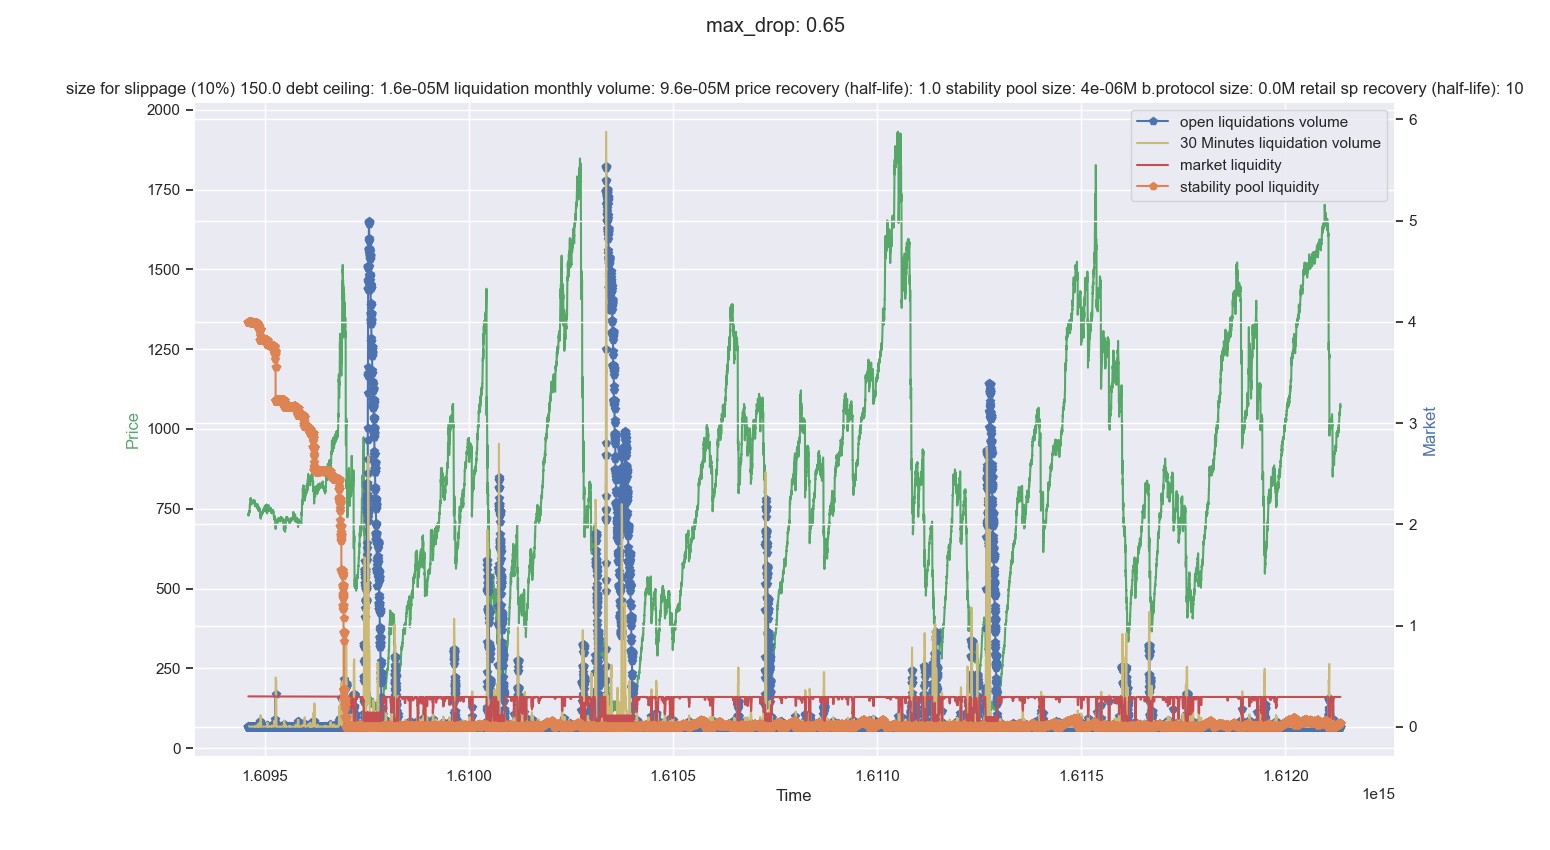 max_drop: 0.65
size for slippage (10%) 150.0 debt ceiling: 1.6e-05M liquidation monthly volume: 9.6e-05M price recovery (half-life): 1.0 stability pool size: 4e-06M b.protocol size: 0.0M retail sp recovery (half-life): 10
2000
1750
1500
1250
1000
750
500
250
0
Price
6
5
4
3
2
1
0
Market
open liquidations volume
30 Minutes liquidation volume
market liquidity
stability pool liquidity
1.6095
1.6100
1.6105
1.6110
1.6115
1.6120
1e15
Time